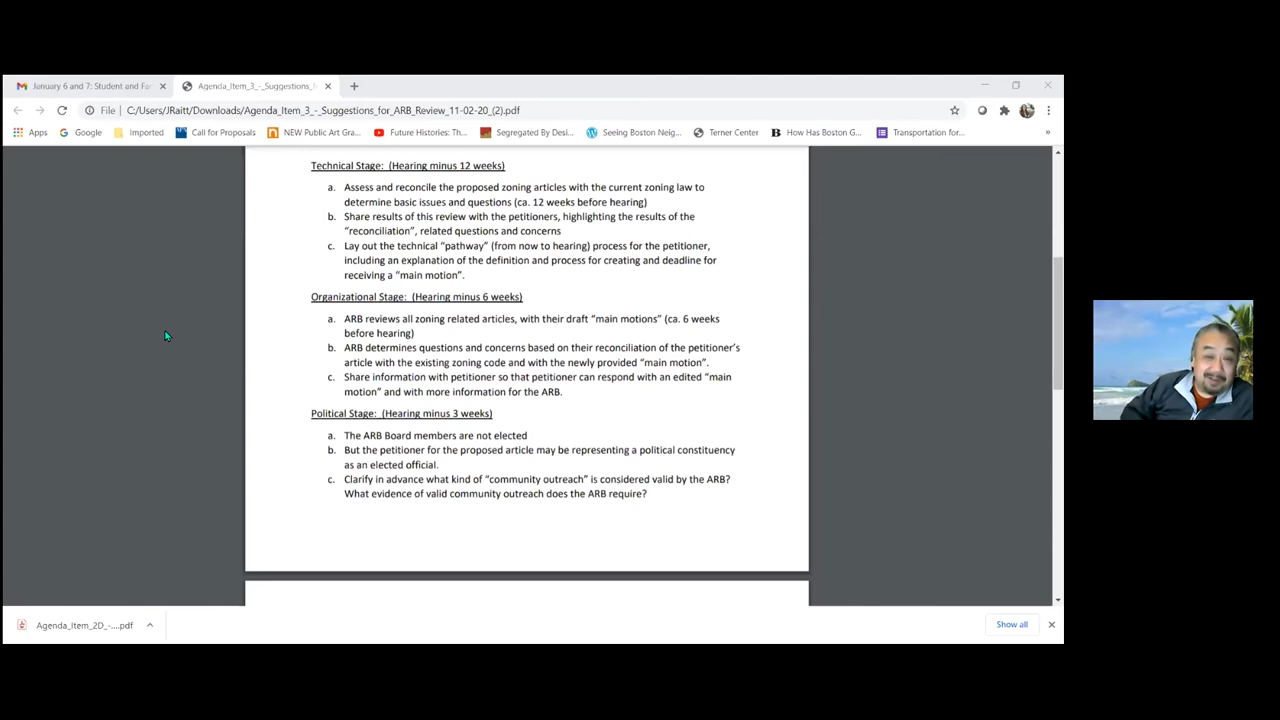 January 6 and 7: Student and Fa
Agenda_Item_3_-_Suggestions_fo
File | C:/Users/JRaitt/Downloads/Agenda_Item_3_-_Suggestions_for_ARB_Review_11-02-20_(2).pdf
Apps Google Imported Call for Proposals NEW Public Art Gra... Future Histories: Th... Segregated By Desi... Seeing Boston Neig... Terner Center How Has Boston G... Transportation for... »
Technical Stage: (Hearing minus 12 weeks)
a. Assess and reconcile the proposed zoning articles with the current zoning law to
determine basic issues and questions (ca. 12 weeks before hearing)
b. Share results of this review with the petitioners, highlighting the results of the
“reconciliation”, related questions and concerns
c. Lay out the technical “pathway” (from now to hearing) process for the petitioner,
including an explanation of the definition and process for creating and deadline for
receiving a “main motion”.
Organizational Stage: (Hearing minus 6 weeks)
a. ARB reviews all zoning related articles, with their draft “main motions” (ca. 6 weeks
before hearing)
b. ARB determines questions and concerns based on their reconciliation of the petitioner’s
article with the existing zoning code and with the newly provided “main motion”.
c. Share information with petitioner so that petitioner can respond with an edited “main
motion” and with more information for the ARB.
Political Stage: (Hearing minus 3 weeks)
a. The ARB Board members are not elected
b. But the petitioner for the proposed article may be representing a political constituency
as an elected official.
c. Clarify in advance what kind of “community outreach” is considered valid by the ARB?
What evidence of valid community outreach does the ARB require?
Agenda_Item_2D_-....pdf
Show all